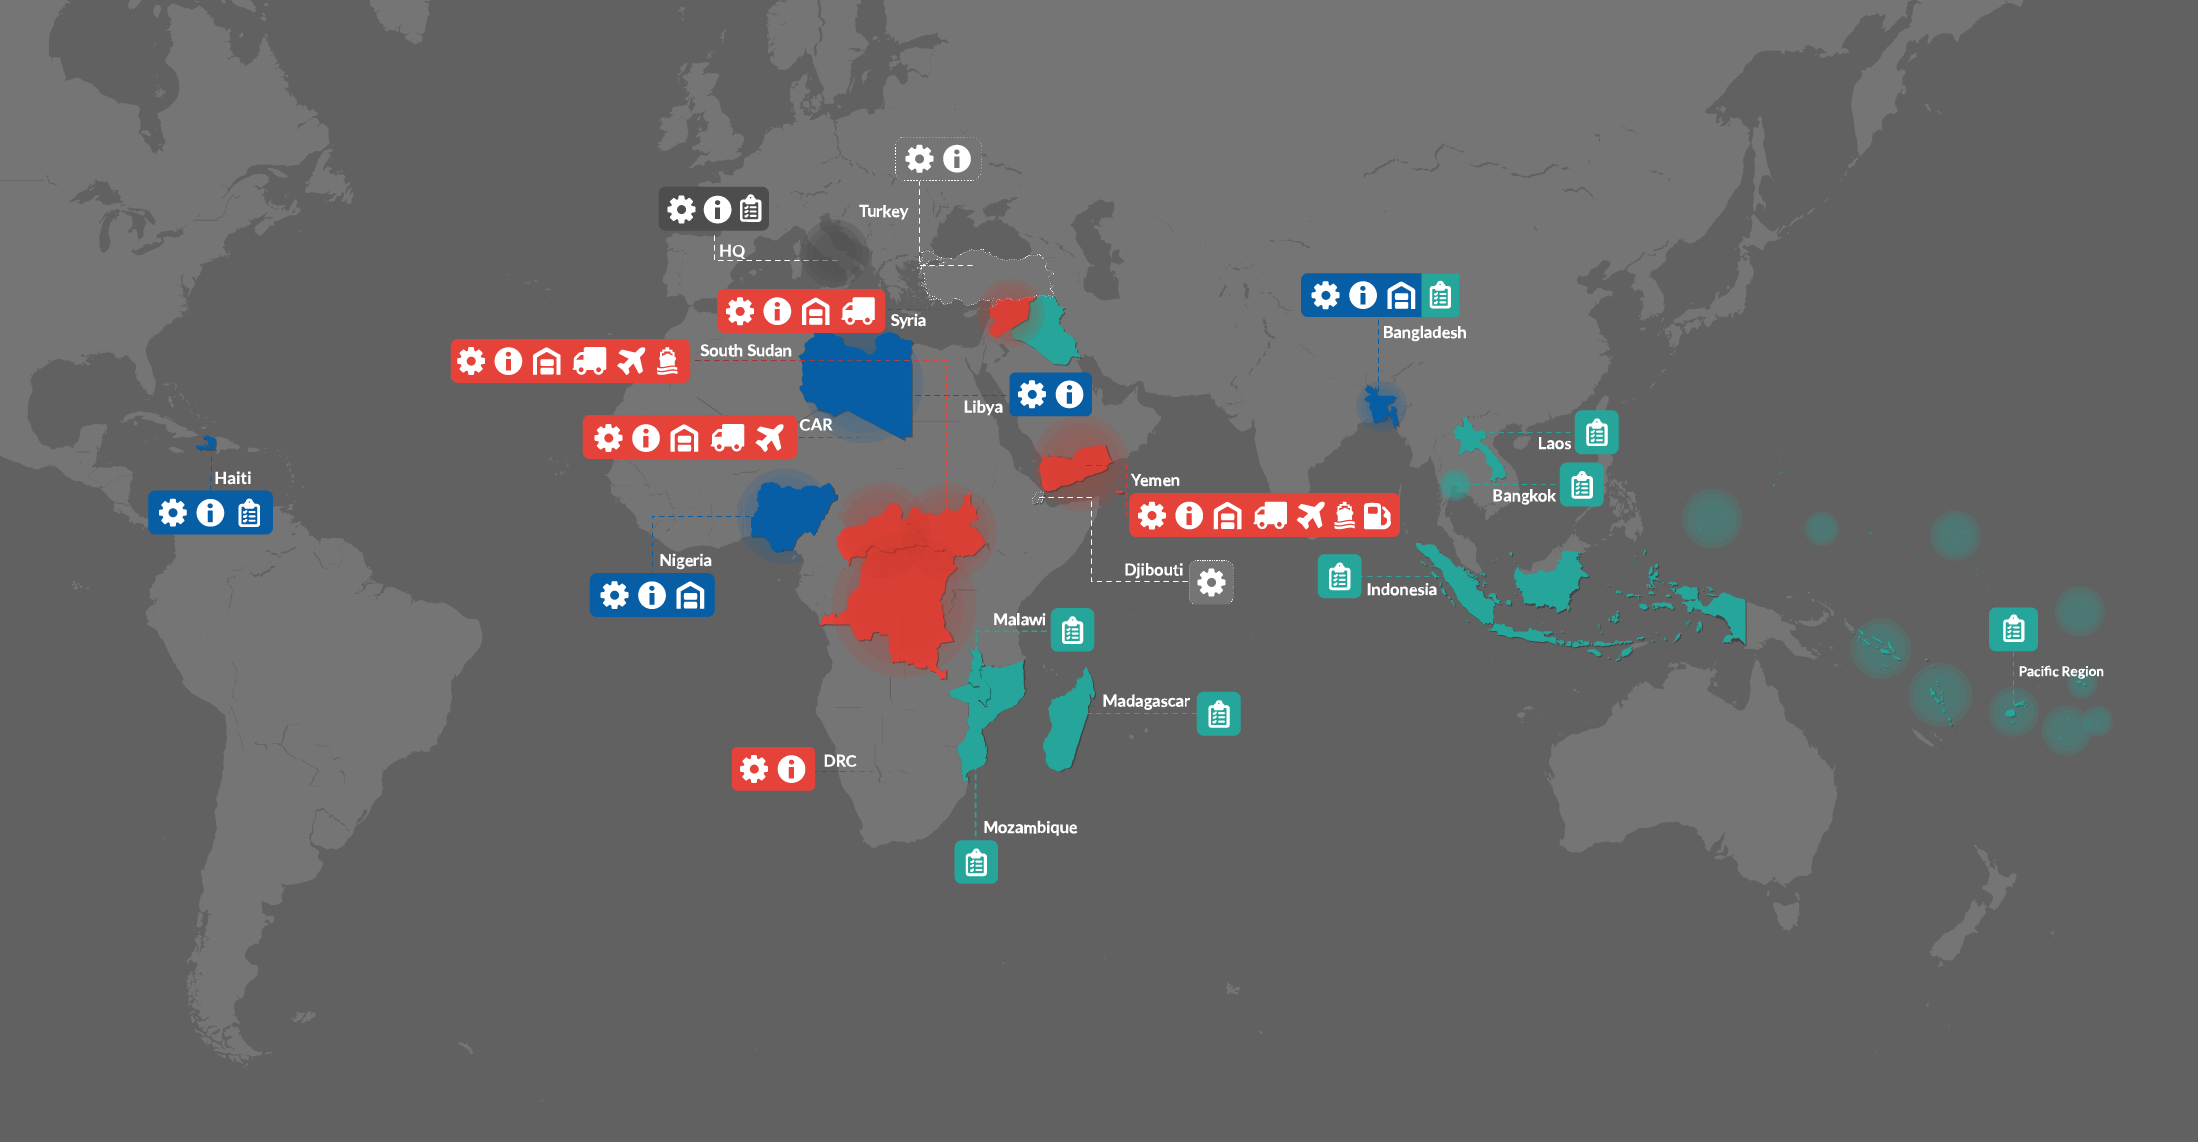 Turkey
HQ
Syria
South Sudan
Bangladesh
Libya
CAR
Laos
Haiti
Yemen
Bangkok
Nigeria
Djibouti
Indonesia
Malawi
Pacific Region
Madagascar
DRC
Mozambique